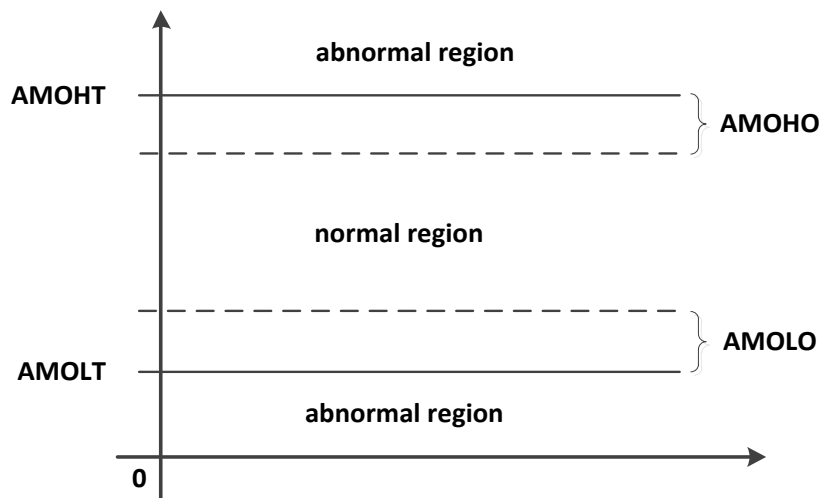 abnormal region
AMOHT
AMOHO
normal region
AMOLO
AMOLT
abnormal region
0